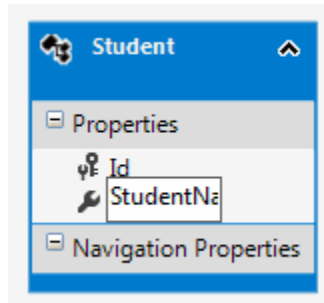 Student
Properties
Id
StudentNa
Navigation Properties